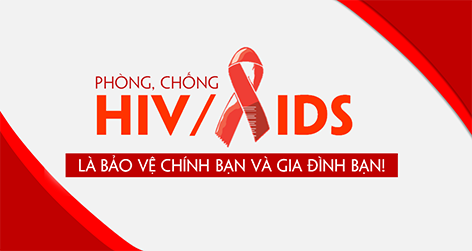 PHÒNG, CHỐNG
HIV/AIDS
LÀ BẢO VỆ CHÍNH BẠN VÀ GIA ĐÌNH BẠN!